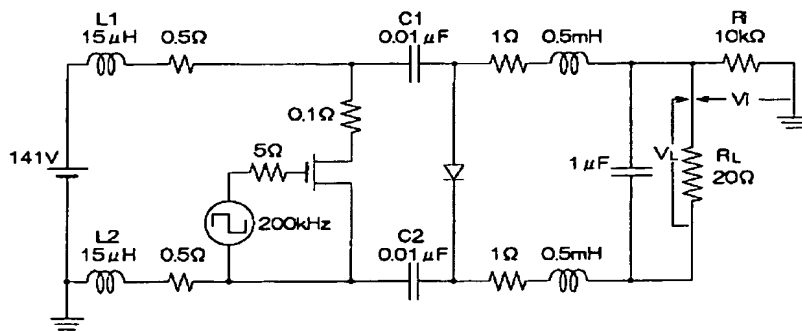 L1
15μH
0.5Ω
C1
0.01μF
1Ω
0.5mH
Ri
10kΩ
0.1Ω
Vi
141V
5Ω
VL
RL
20Ω
1μF
200kHz
L2
15μH
0.5Ω
C2
0.01μF
1Ω
0.5mH